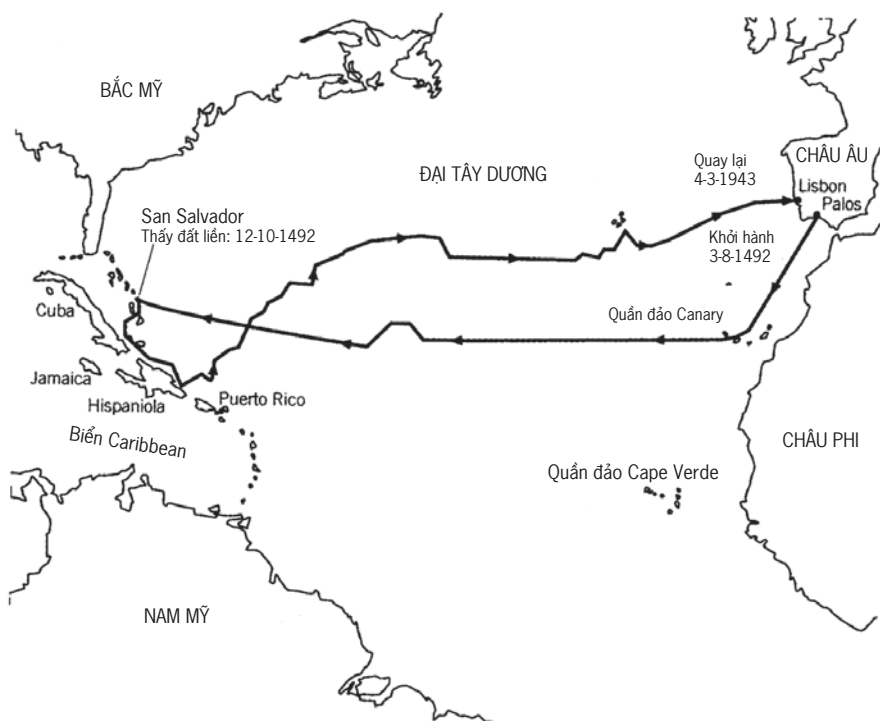 BẮC MỸ
ĐẠI TÂY DƯƠNG
Quay lại
4-3-1943
CHÂU ÂU
Lisbon
Palos
San Salvador
Thấy đất liền: 12-10-1492
Khởi hành
3-8-1492
Cuba
Quần đảo Canary
Jamaica
Hispaniola
Puerto Rico
Biển Caribbean
CHÂU PHI
Quần đảo Cape Verde
NAM MỸ